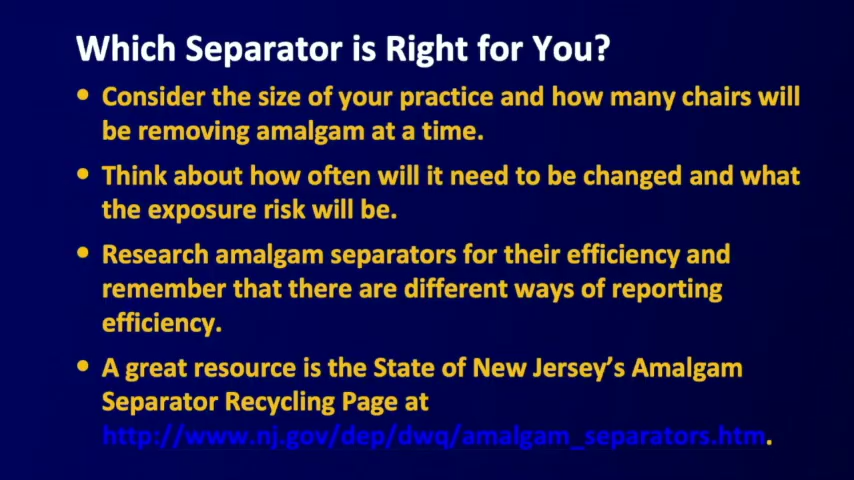 Which Separator is Right for You?
• Consider the size of your practice and how many chairs will
be removing amalgam at a time.
• Think about how often will it need to be changed and what
the exposure risk will be.
• Research amalgam separators for their efficiency and
remember that there are different ways of reporting
efficiency.
• A great resource is the State of New Jersey’s Amalgam
Separator Recycling Page at
http://www.nj.gov/dep/dwq/amalgam_separators.htm.